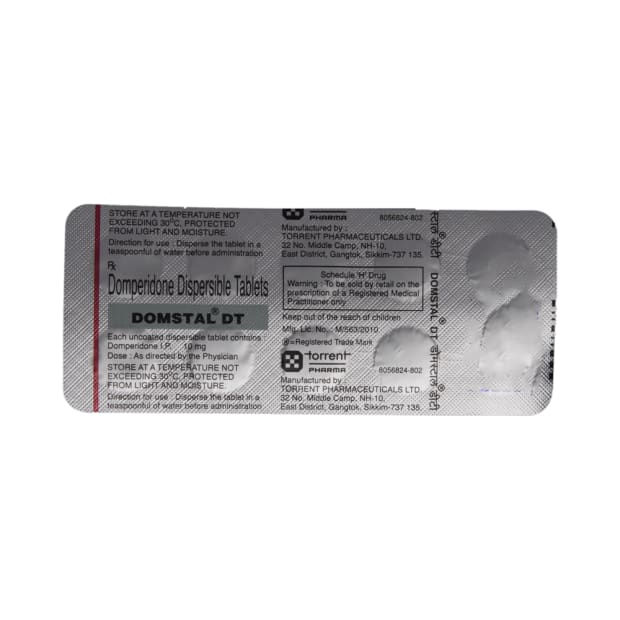 STORE AT A TEMPERATURE NOT
EXCEEDING 30°C, PROTECTED
FROM LIGHT AND MOISTURE.
Direction for use : Disperse the tablet in a
teaspoonful of water before administration
Rx
Domperidone Dispersible Tablets
DOMSTAL® DT
Each uncoated dispersible tablet contains :
Domperidone I.P. 10 mg
Dose : As directed by the Physician
STORE AT A TEMPERATURE NOT
EXCEEDING 30°C, PROTECTED
FROM LIGHT AND MOISTURE.
Direction for use : Disperse the tablet in a
teaspoonful of water before administration
PHARMA 8056824-802
Manufactured by :
TORRENT PHARMACEUTICALS LTD.
32 No. Middle Camp, NH-10,
East District, Gangtok, Sikkim-737 135.
Schedule 'H' Drug
Warning : To be sold by retail on the
prescription of a Registered Medical
Practitioner only
Keep out of the reach of children
Mfg. Lic. No. M/563/2010
®=Registered Trade Mark
torrent
PHARMA 8056824-802
Manufactured by :
TORRENT PHARMACEUTICALS LTD.
32 No. Middle Camp, NH-10,
East District, Gangtok, Sikkim-737 135.
DOMSTAL® DT
डोमस्टाल® डीटी